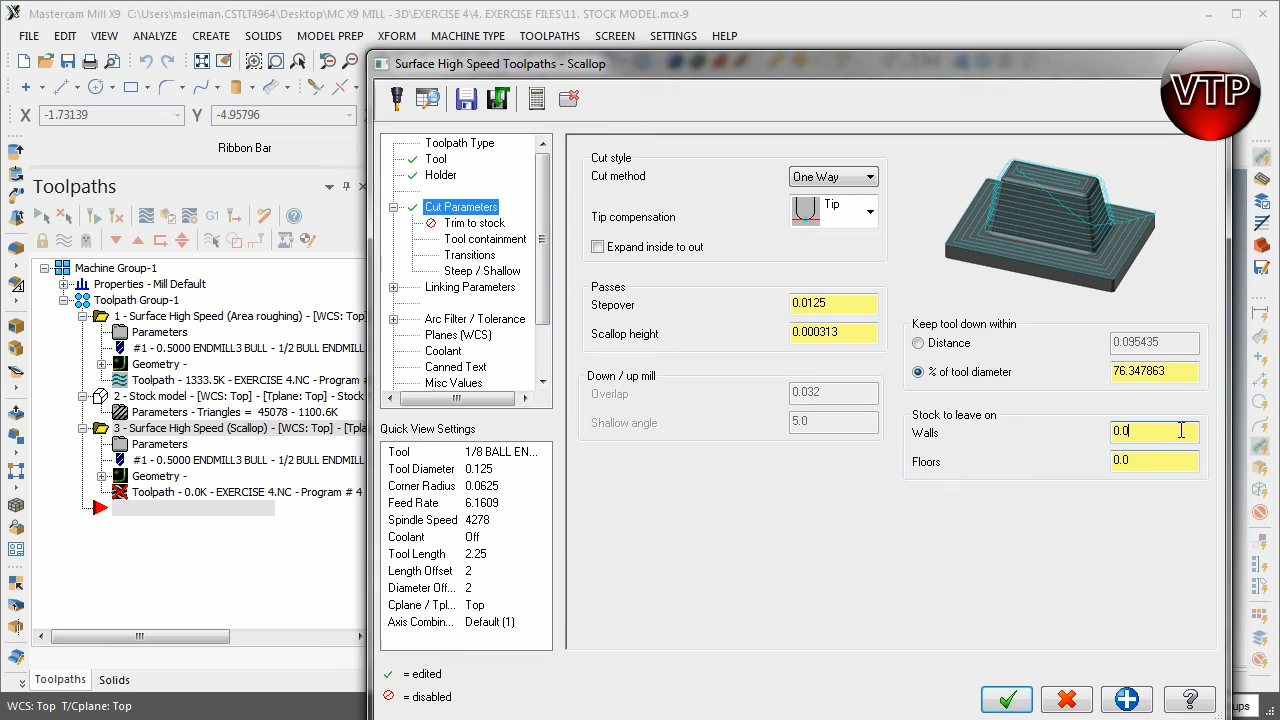 Mastercam Mill X9 C:\Users\msleiman.CSTLT4964\Desktop\MC X9 MILL - 3D\EXERCISE 4\4. EXERCISE FILES\11. STOCK MODEL.mcx-9
FILE EDIT VIEW ANALYZE CREATE SOLIDS MODEL PREP XFORM MACHINE TYPE TOOLPATHS SCREEN SETTINGS HELP
VTP
Surface High Speed Toolpaths - Scallop
X -1.73139 Y -4.95796
Ribbon Bar
Toolpaths
G1
Machine Group-1
Properties - Mill Default
Toolpath Group-1
1 - Surface High Speed (Area roughing) - [WCS: Top]
Parameters
#1 - 0.5000 ENDMILL3 BULL - 1/2 BULL ENDMILL
Geometry -
Toolpath - 1333.5K - EXERCISE 4.NC - Program #
2 - Stock model - [WCS: Top] - [Tplane: Top] - Stock
Parameters - Triangles = 45078 - 1100.6K
3 - Surface High Speed (Scallop) - [WCS: Top] - [Tpla
Parameters
#1 - 0.5000 ENDMILL3 BULL - 1/2 BULL ENDMILL
Geometry -
Toolpath - 0.0K - EXERCISE 4.NC - Program # 4
Toolpaths Solids
WCS: Top T/Cplane: Top
Toolpath Type
Tool
Holder
Cut Parameters
Trim to stock
Tool containment
Transitions
Steep / Shallow
Linking Parameters
Arc Filter / Tolerance
Planes (WCS)
Coolant
Canned Text
Misc Values
Quick View Settings
Tool 1/8 BALL EN...
Tool Diameter 0.125
Corner Radius 0.0625
Feed Rate 6.1609
Spindle Speed 4278
Coolant Off
Tool Length 2.25
Length Offset 2
Diameter Off... 2
Cplane / Tpl... Top
Axis Combin... Default (1)
= edited
= disabled
Cut style
Cut method One Way
Tip compensation Tip
Expand inside to out
Passes
Stepover 0.0125
Scallop height 0.000313
Down / up mill
Overlap 0.032
Shallow angle 5.0
Keep tool down within
Distance 0.095435
% of tool diameter 76.347863
Stock to leave on
Walls 0.0
Floors 0.0
?
ups